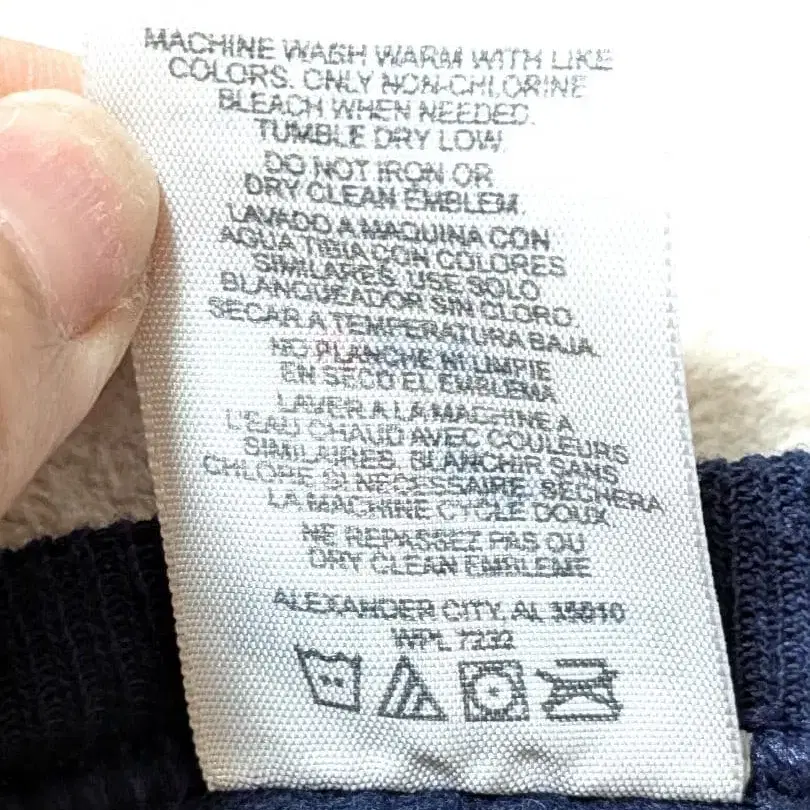 MACHINE WASH WARM WITH LIKE
COLORS. ONLY NON-CHLORINE
BLEACH WHEN NEEDED.
TUMBLE DRY LOW.
DO NOT IRON OR
DRY CLEAN EMBLEM.
LAVADO A MAQUINA CON
AGUA TIBIA CON COLORES
SIMILARES. USE SOLO
BLANQUEADOR SIN CLORO.
SECAR A TEMPERATURA BAJA.
NO PLANCHE NI LIMPIE
EN SECO EL EMBLEMA
LAVER A LA MACHINE A
L'EAU CHAUD AVEC COULEURS
SIMILAIRES. BLANCHIR SANS
CHLORE SI NECESSAIRE. SECHERA
LA MACHINE CYCLE DOUX
NE REPASSEZ PAS OU
DRY CLEAN EMBLEME
ALEXANDER CITY, AL 35010
WPL 7232